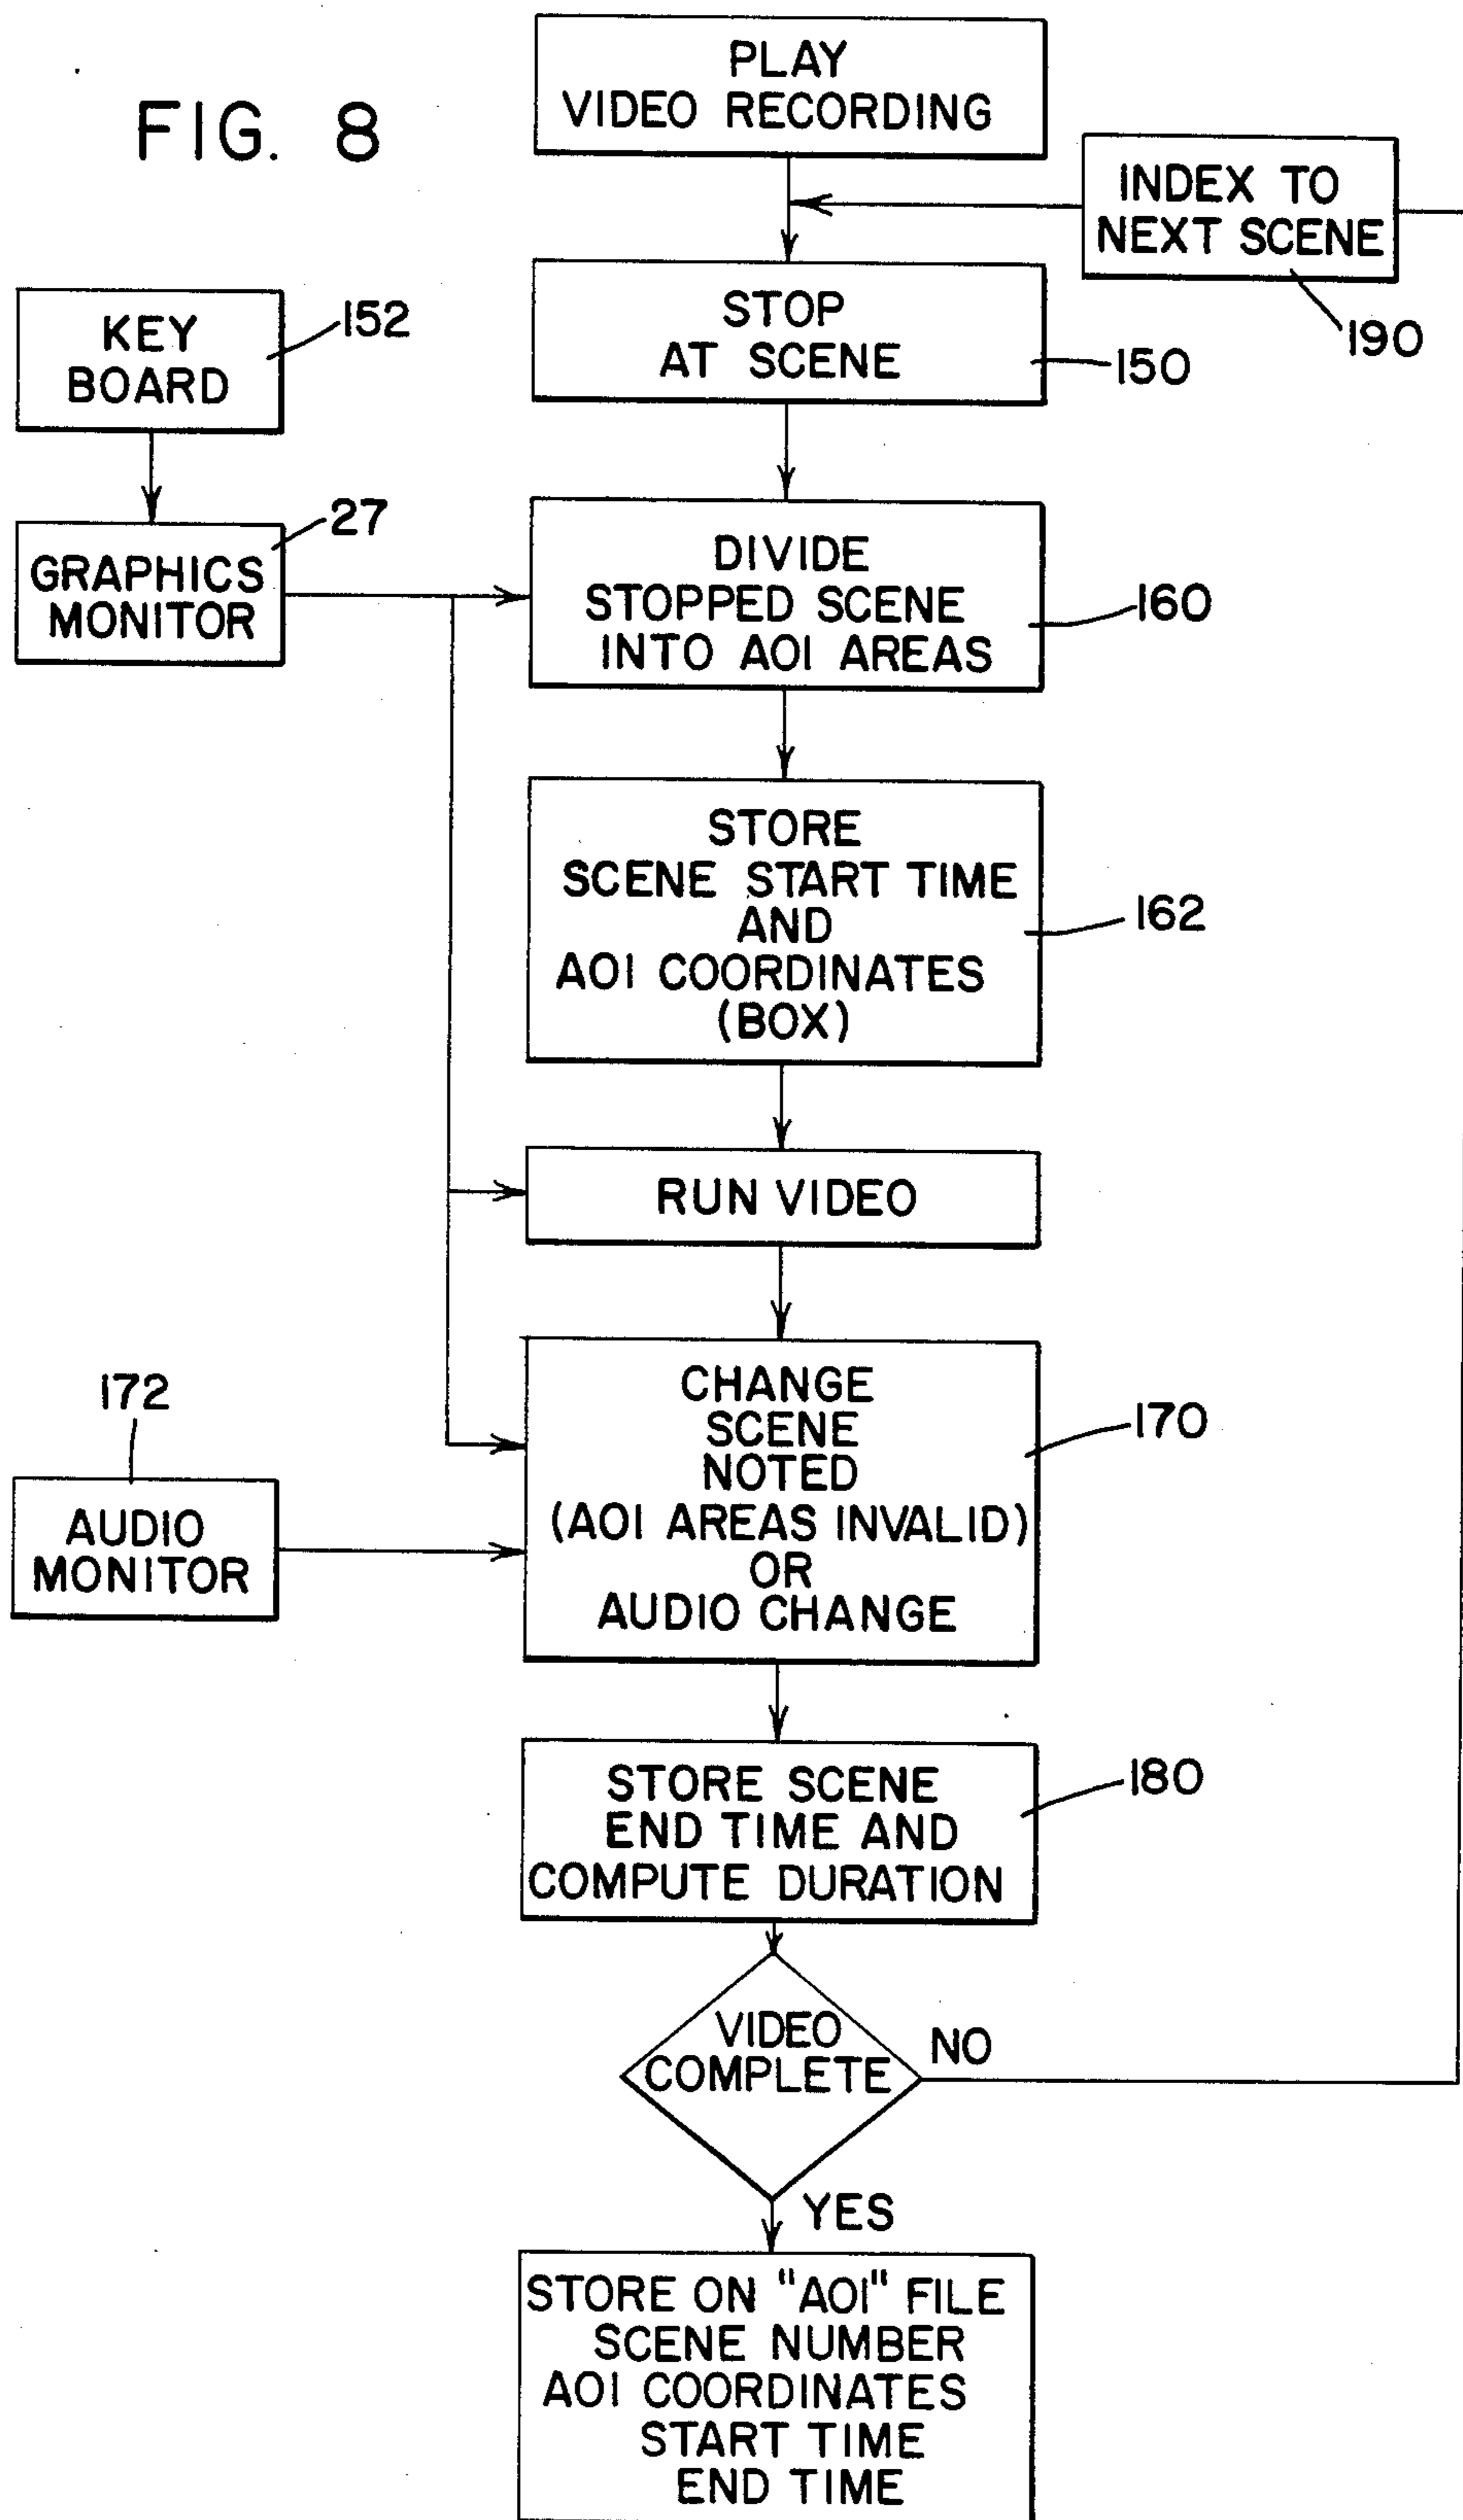 FIG. 8
PLAY
VIDEO RECORDING
INDEX TO
NEXT SCENE
190
STOP
AT SCENE
150
KEY
BOARD
152
GRAPHICS
MONITOR
27
DIVIDE
STOPPED SCENE
INTO AOI AREAS
160
STORE
SCENE START TIME
AND
AOI COORDINATES
(BOX)
162
RUN VIDEO
CHANGE
SCENE
NOTED
(AOI AREAS INVALID)
OR
AUDIO CHANGE
170
172
AUDIO
MONITOR
STORE SCENE
END TIME AND
COMPUTE DURATION
180
VIDEO
COMPLETE
NO
YES
STORE ON "AOI" FILE
SCENE NUMBER
AOI COORDINATES
START TIME
END TIME